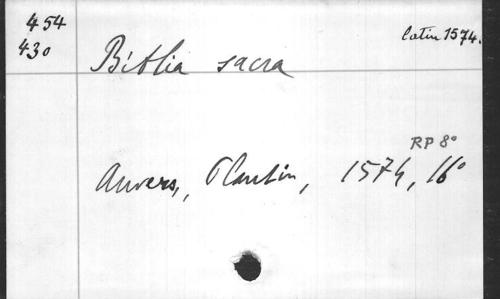 454
430
Latin 1574.
Biblia sacra
RP 8°
Anvers, Plantin, 1574, 16°